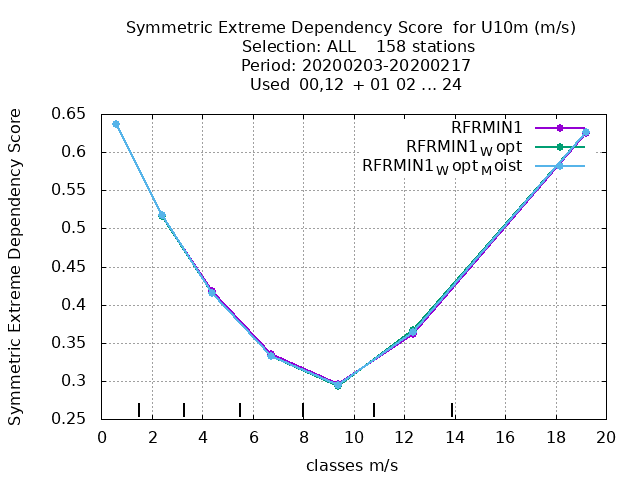 Symmetric Extreme Dependency Score for U10m (m/s)
Selection: ALL 158 stations
Period: 20200203-20200217
Used 00,12 + 01 02 ... 24
Symmetric Extreme Dependency Score
0.65
0.6
0.55
0.5
0.45
0.4
0.35
0.3
0.25
RFRMIN1
RFRMIN1Wopt
RFRMIN1WoptMoist
0 2 4 6 8 10 12 14 16 18 20
classes m/s